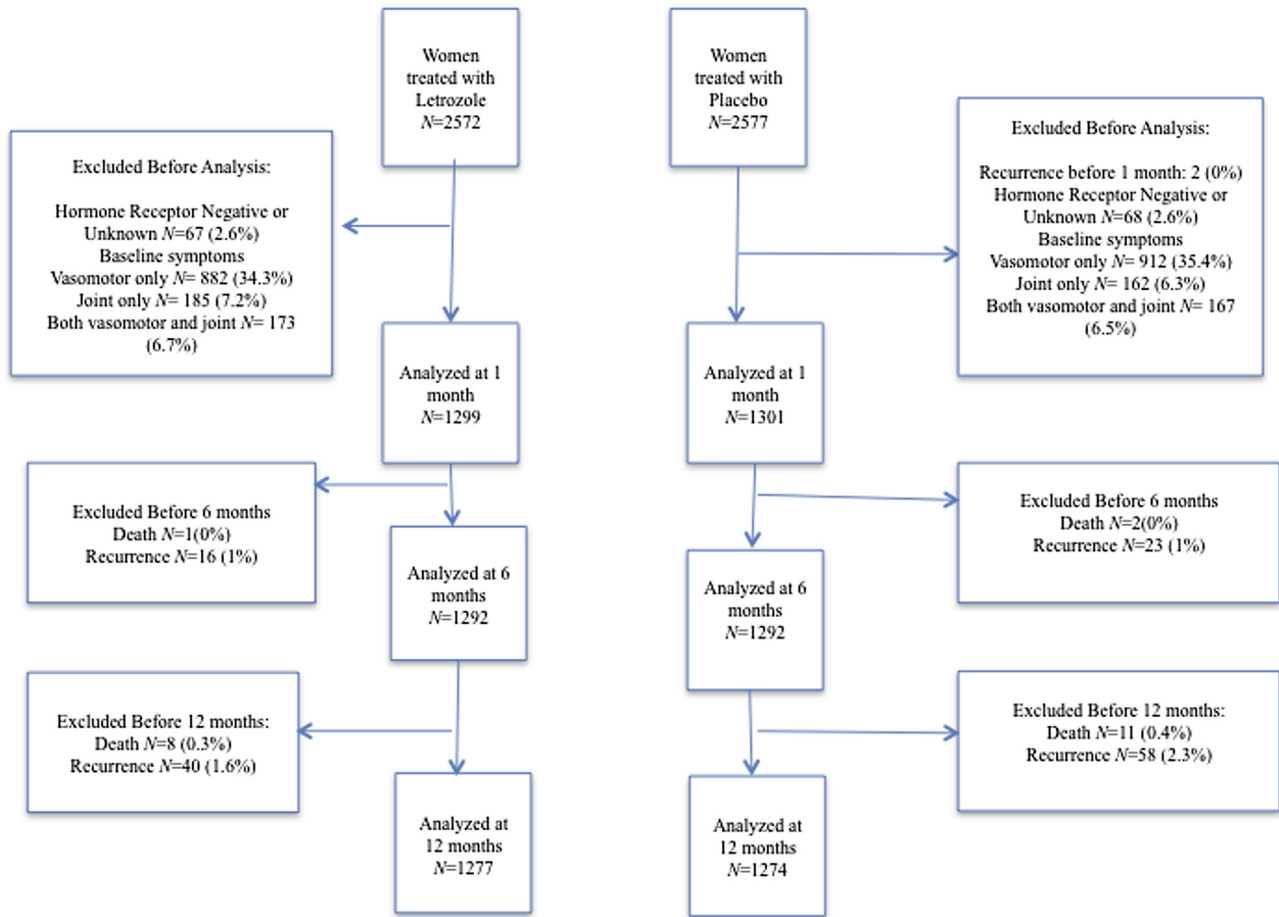 Women
treated with
Letrozole
N=2572
Excluded Before Analysis:
Hormone Receptor Negative or
Unknown N=67 (2.6%)
Baseline symptoms
Vasomotor only N= 882 (34.3%)
Joint only N= 185 (7.2%)
Both vasomotor and joint N= 173
(6.7%)
Analyzed at 1
month
N=1299
Excluded Before 6 months
Death N=1(0%)
Recurrence N=16 (1%)
Analyzed at 6
months
N=1292
Excluded Before 12 months:
Death N=8 (0.3%)
Recurrence N=40 (1.6%)
Analyzed at
12 months
N=1277
Women
treated with
Placebo
N=2577
Excluded Before Analysis:
Recurrence before 1 month: 2 (0%)
Hormone Receptor Negative or
Unknown N=68 (2.6%)
Baseline symptoms
Vasomotor only N= 912 (35.4%)
Joint only N= 162 (6.3%)
Both vasomotor and joint N= 167
(6.5%)
Analyzed at 1
month
N=1301
Excluded Before 6 months
Death N=2(0%)
Recurrence N=23 (1%)
Analyzed at 6
months
N=1292
Excluded Before 12 months:
Death N=11 (0.4%)
Recurrence N=58 (2.3%)
Analyzed at
12 months
N=1274